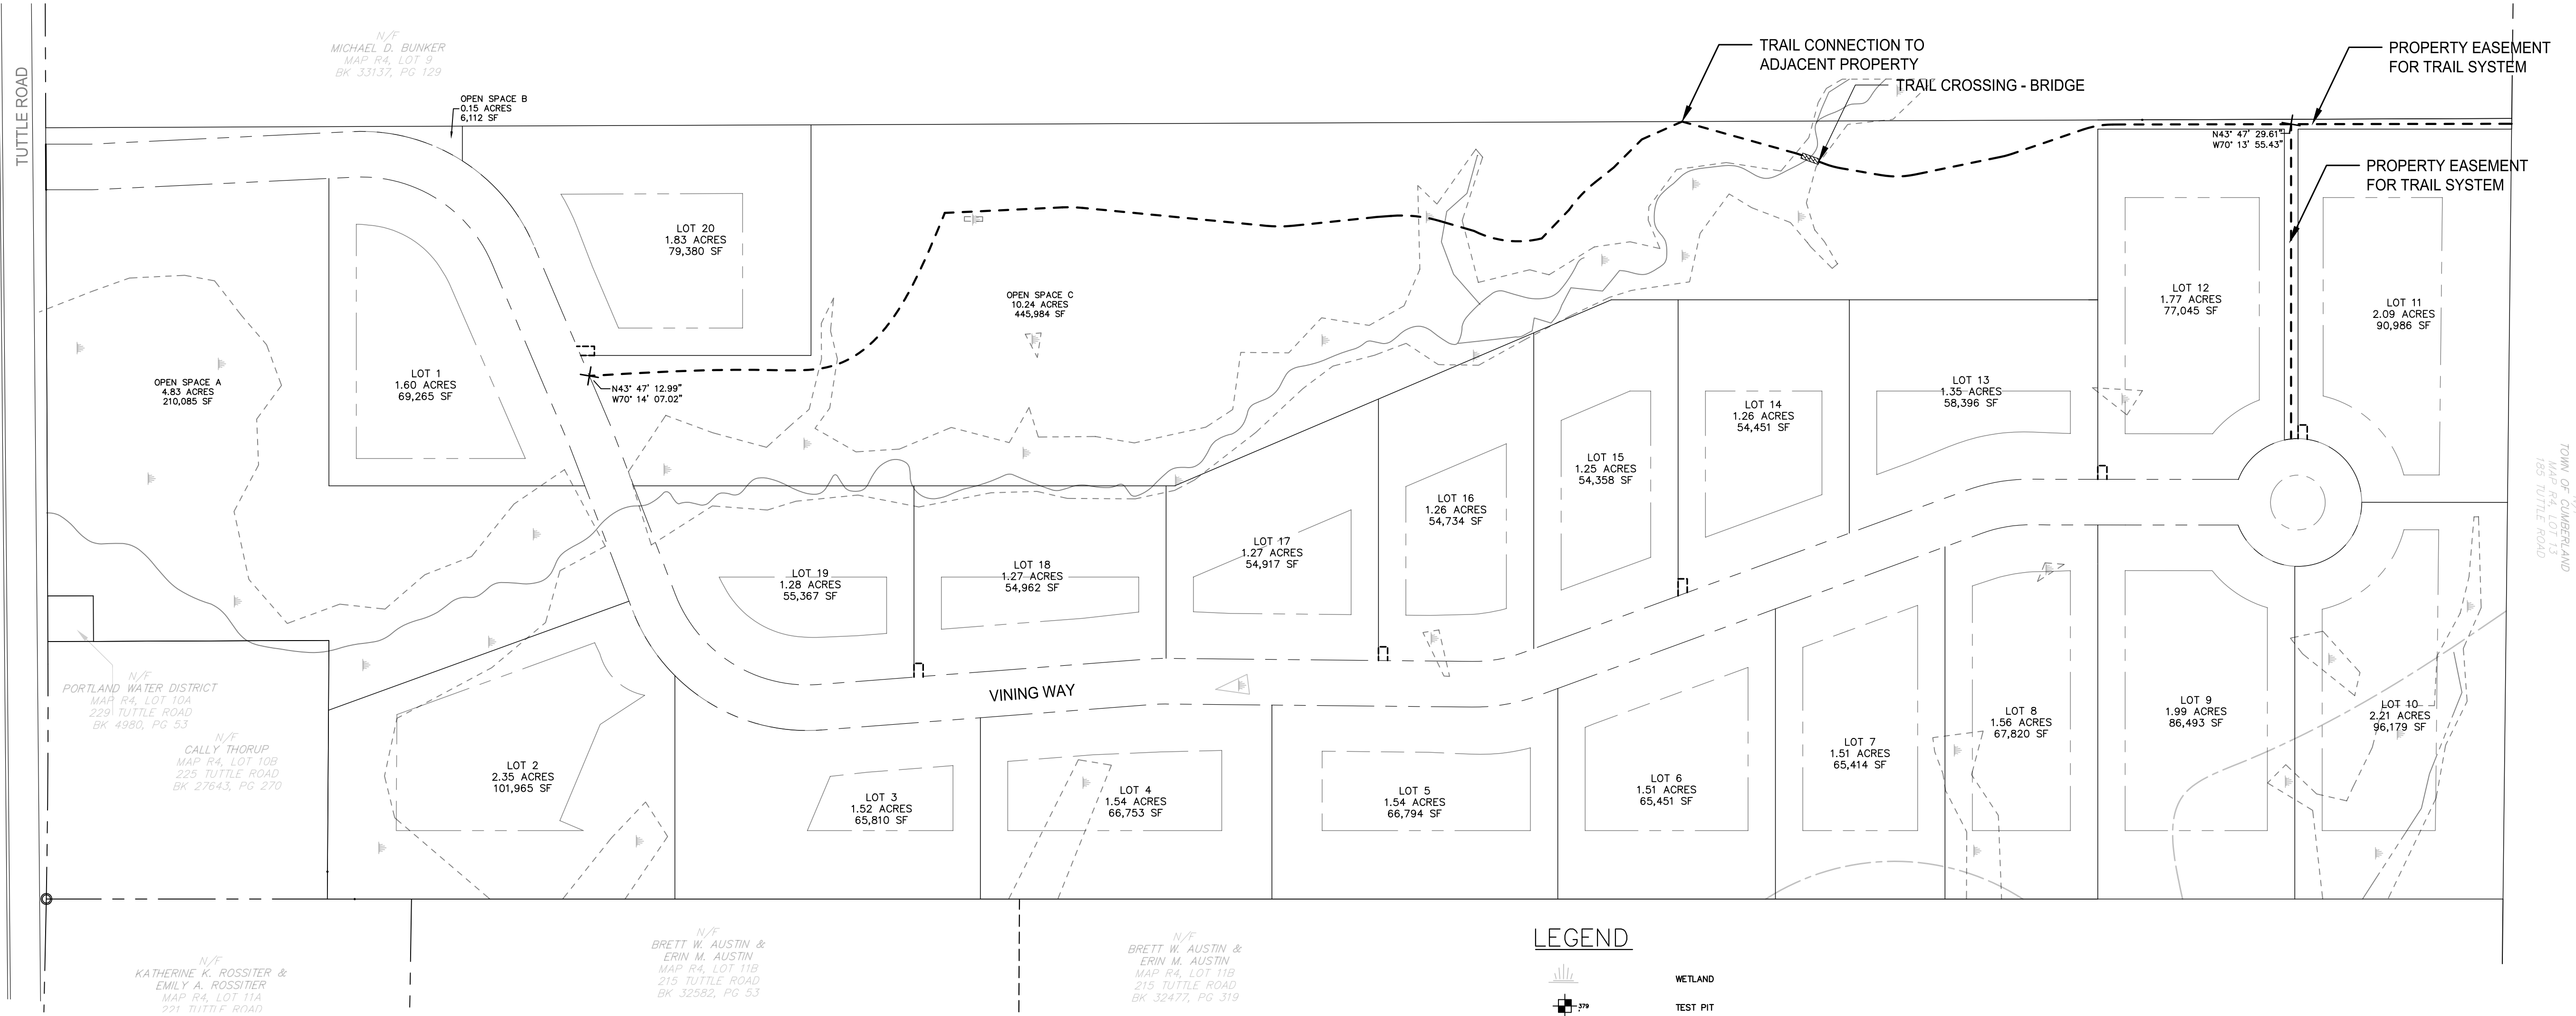 TUTTLE ROAD
N/F
MICHAEL D. BUNKER
MAP R4, LOT 9
BK 33137, PG 129
OPEN SPACE B
0.15 ACRES
6,112 SF
TRAIL CONNECTION TO
ADJACENT PROPERTY
TRAIL CROSSING - BRIDGE
PROPERTY EASEMENT
FOR TRAIL SYSTEM
N43° 47' 29.61"
W70° 13' 55.43"
PROPERTY EASEMENT
FOR TRAIL SYSTEM
LOT 20
1.83 ACRES
79,380 SF
OPEN SPACE C
10.24 ACRES
445,984 SF
LOT 12
1.77 ACRES
77,045 SF
LOT 11
2.09 ACRES
90,986 SF
OPEN SPACE A
4.83 ACRES
210,085 SF
LOT 1
1.60 ACRES
69,265 SF
N43° 47' 12.99"
W70° 14' 07.02"
LOT 13
1.35 ACRES
58,396 SF
LOT 14
1.26 ACRES
54,451 SF
LOT 15
1.25 ACRES
54,358 SF
LOT 16
1.26 ACRES
54,734 SF
LOT 17
1.27 ACRES
54,917 SF
LOT 18
1.27 ACRES
54,962 SF
LOT 19
1.28 ACRES
55,367 SF
TOWN OF CUMBERLAND
MAP R4, LOT 13
185 TUTTLE ROAD
VINING WAY
N/F
PORTLAND WATER DISTRICT
MAP R4, LOT 10A
229 TUTTLE ROAD
BK 4980, PG 53
N/F
CALLY THORUP
MAP R4, LOT 10B
225 TUTTLE ROAD
BK 27643, PG 270
LOT 2
2.35 ACRES
101,965 SF
LOT 3
1.52 ACRES
65,810 SF
LOT 4
1.54 ACRES
66,753 SF
LOT 5
1.54 ACRES
66,794 SF
LOT 6
1.51 ACRES
65,451 SF
LOT 7
1.51 ACRES
65,414 SF
LOT 8
1.56 ACRES
67,820 SF
LOT 9
1.99 ACRES
86,493 SF
LOT 10
2.21 ACRES
96,179 SF
N/F
KATHERINE K. ROSSITER &
EMILY A. ROSSITIER
MAP R4, LOT 11A
221 TUTTLE ROAD
N/F
BRETT W. AUSTIN &
ERIN M. AUSTIN
MAP R4, LOT 11B
215 TUTTLE ROAD
BK 32582, PG 53
N/F
BRETT W. AUSTIN &
ERIN M. AUSTIN
MAP R4, LOT 11B
215 TUTTLE ROAD
BK 32477, PG 319
LEGEND
WETLAND
379
TEST PIT